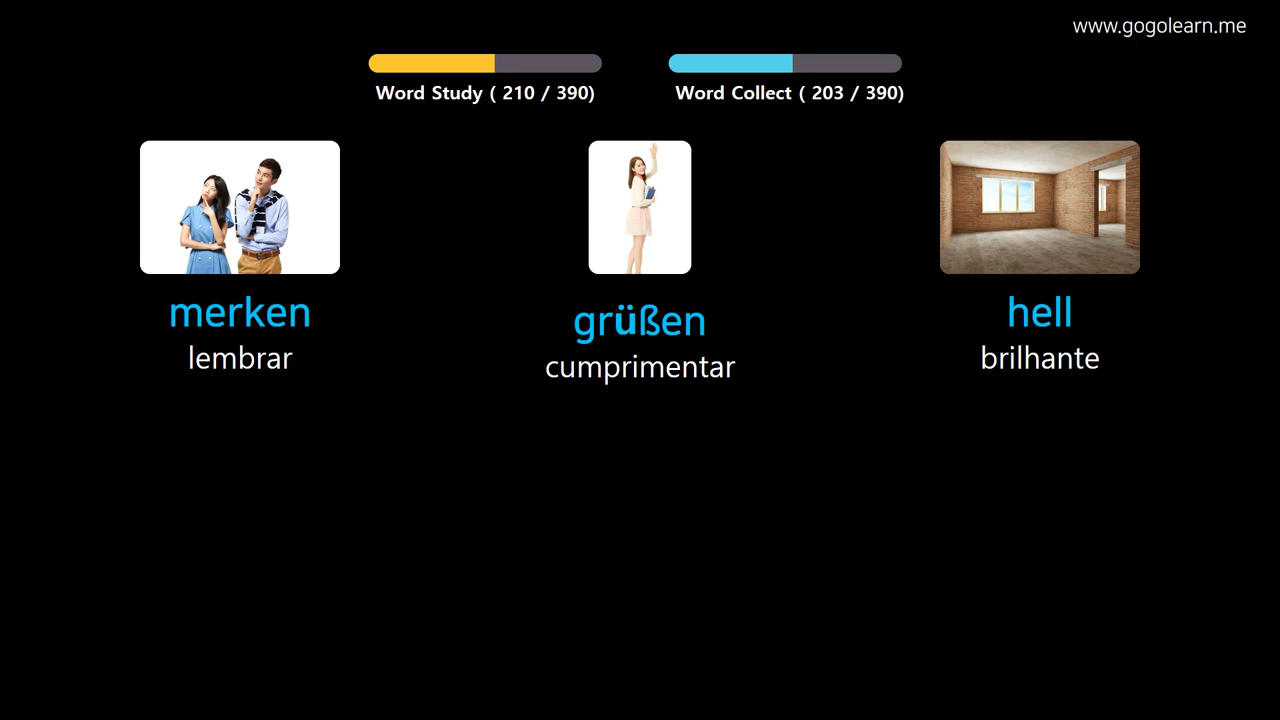 www.gogolearn.me
Word Study ( 210 / 390)
Word Collect ( 203 / 390)
merken
lembrar
grüßen
cumprimentar
hell
brilhante